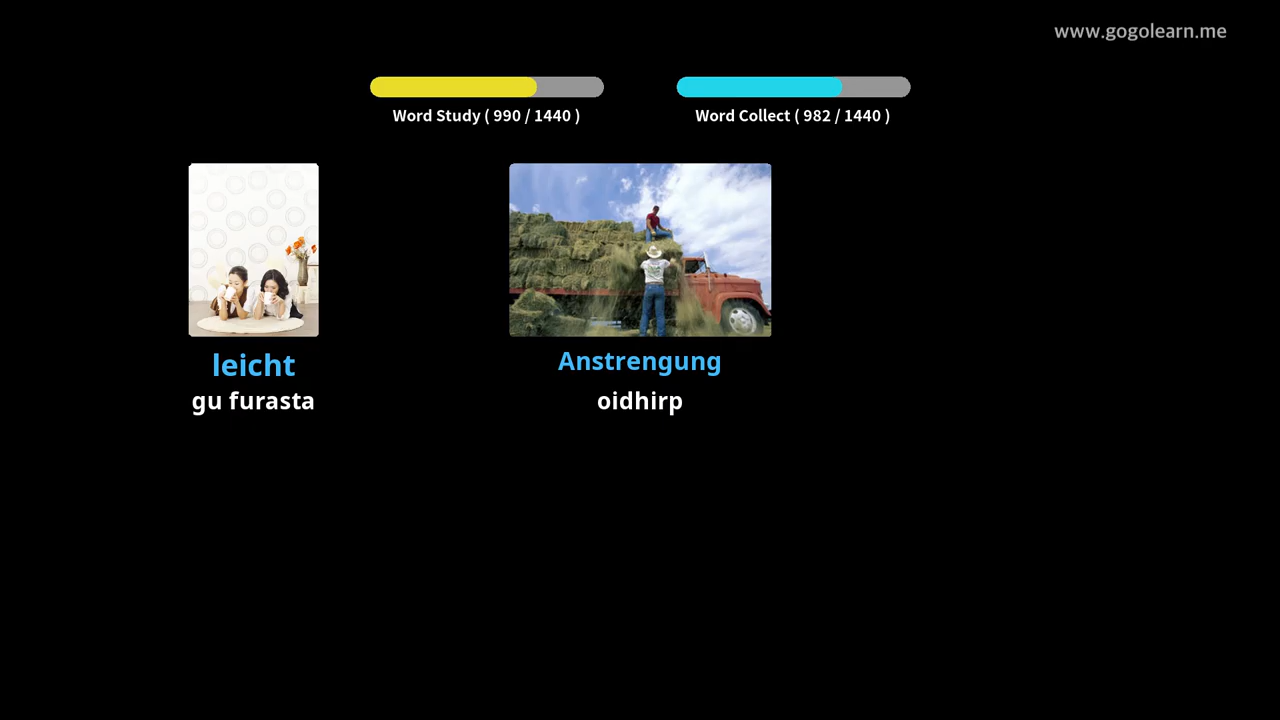 www.gogolearn.me
Word Study ( 990 / 1440 )
Word Collect ( 982 / 1440 )
leicht
Anstrengung
gu furasta
oidhirp